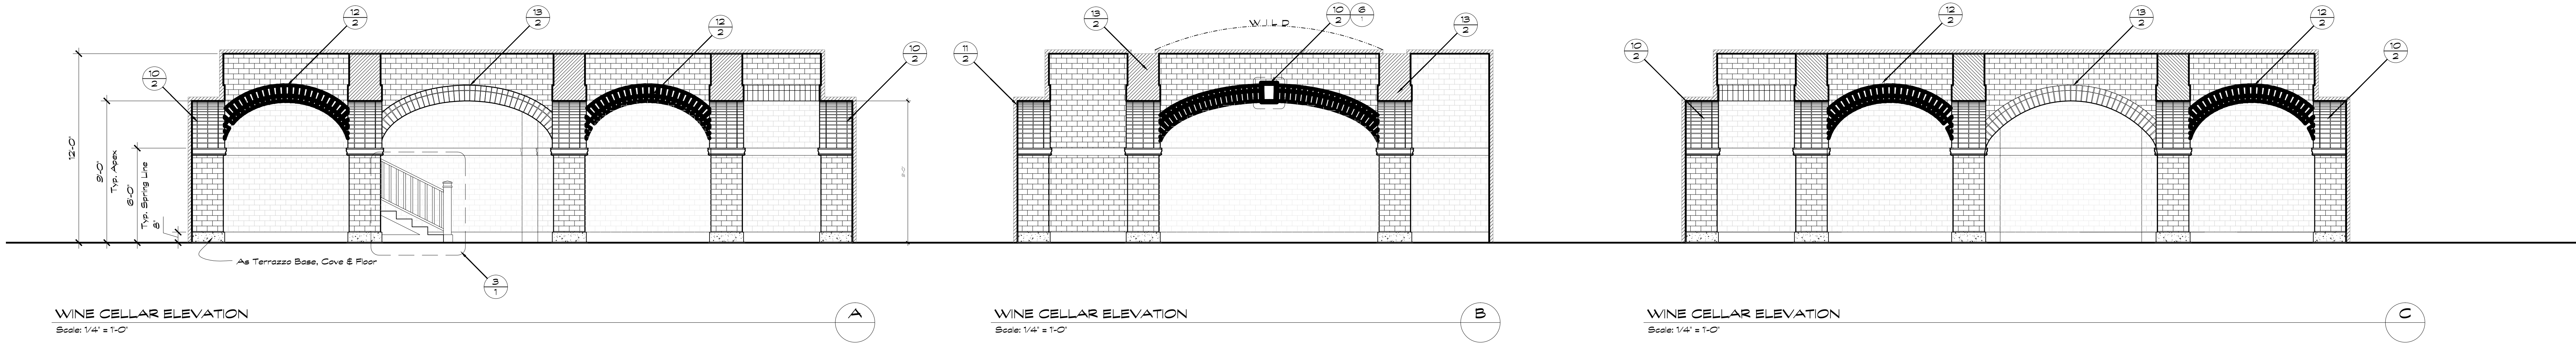 12
2
13
2
12
2
10
2
10
2
12'-0"
9'-0"
Typ. Apex
6'-0"
Typ. Spring Line
8"
As Terrazzo Base, Cove & Floor
3
1
WINE CELLAR ELEVATION
Scale: 1/4" = 1'-0"
A
11
2
13
2
WILD
10
2
6
1
13
2
WINE CELLAR ELEVATION
Scale: 1/4" = 1'-0"
B
10
2
12
2
13
2
12
2
10
2
WINE CELLAR ELEVATION
Scale: 1/4" = 1'-0"
C